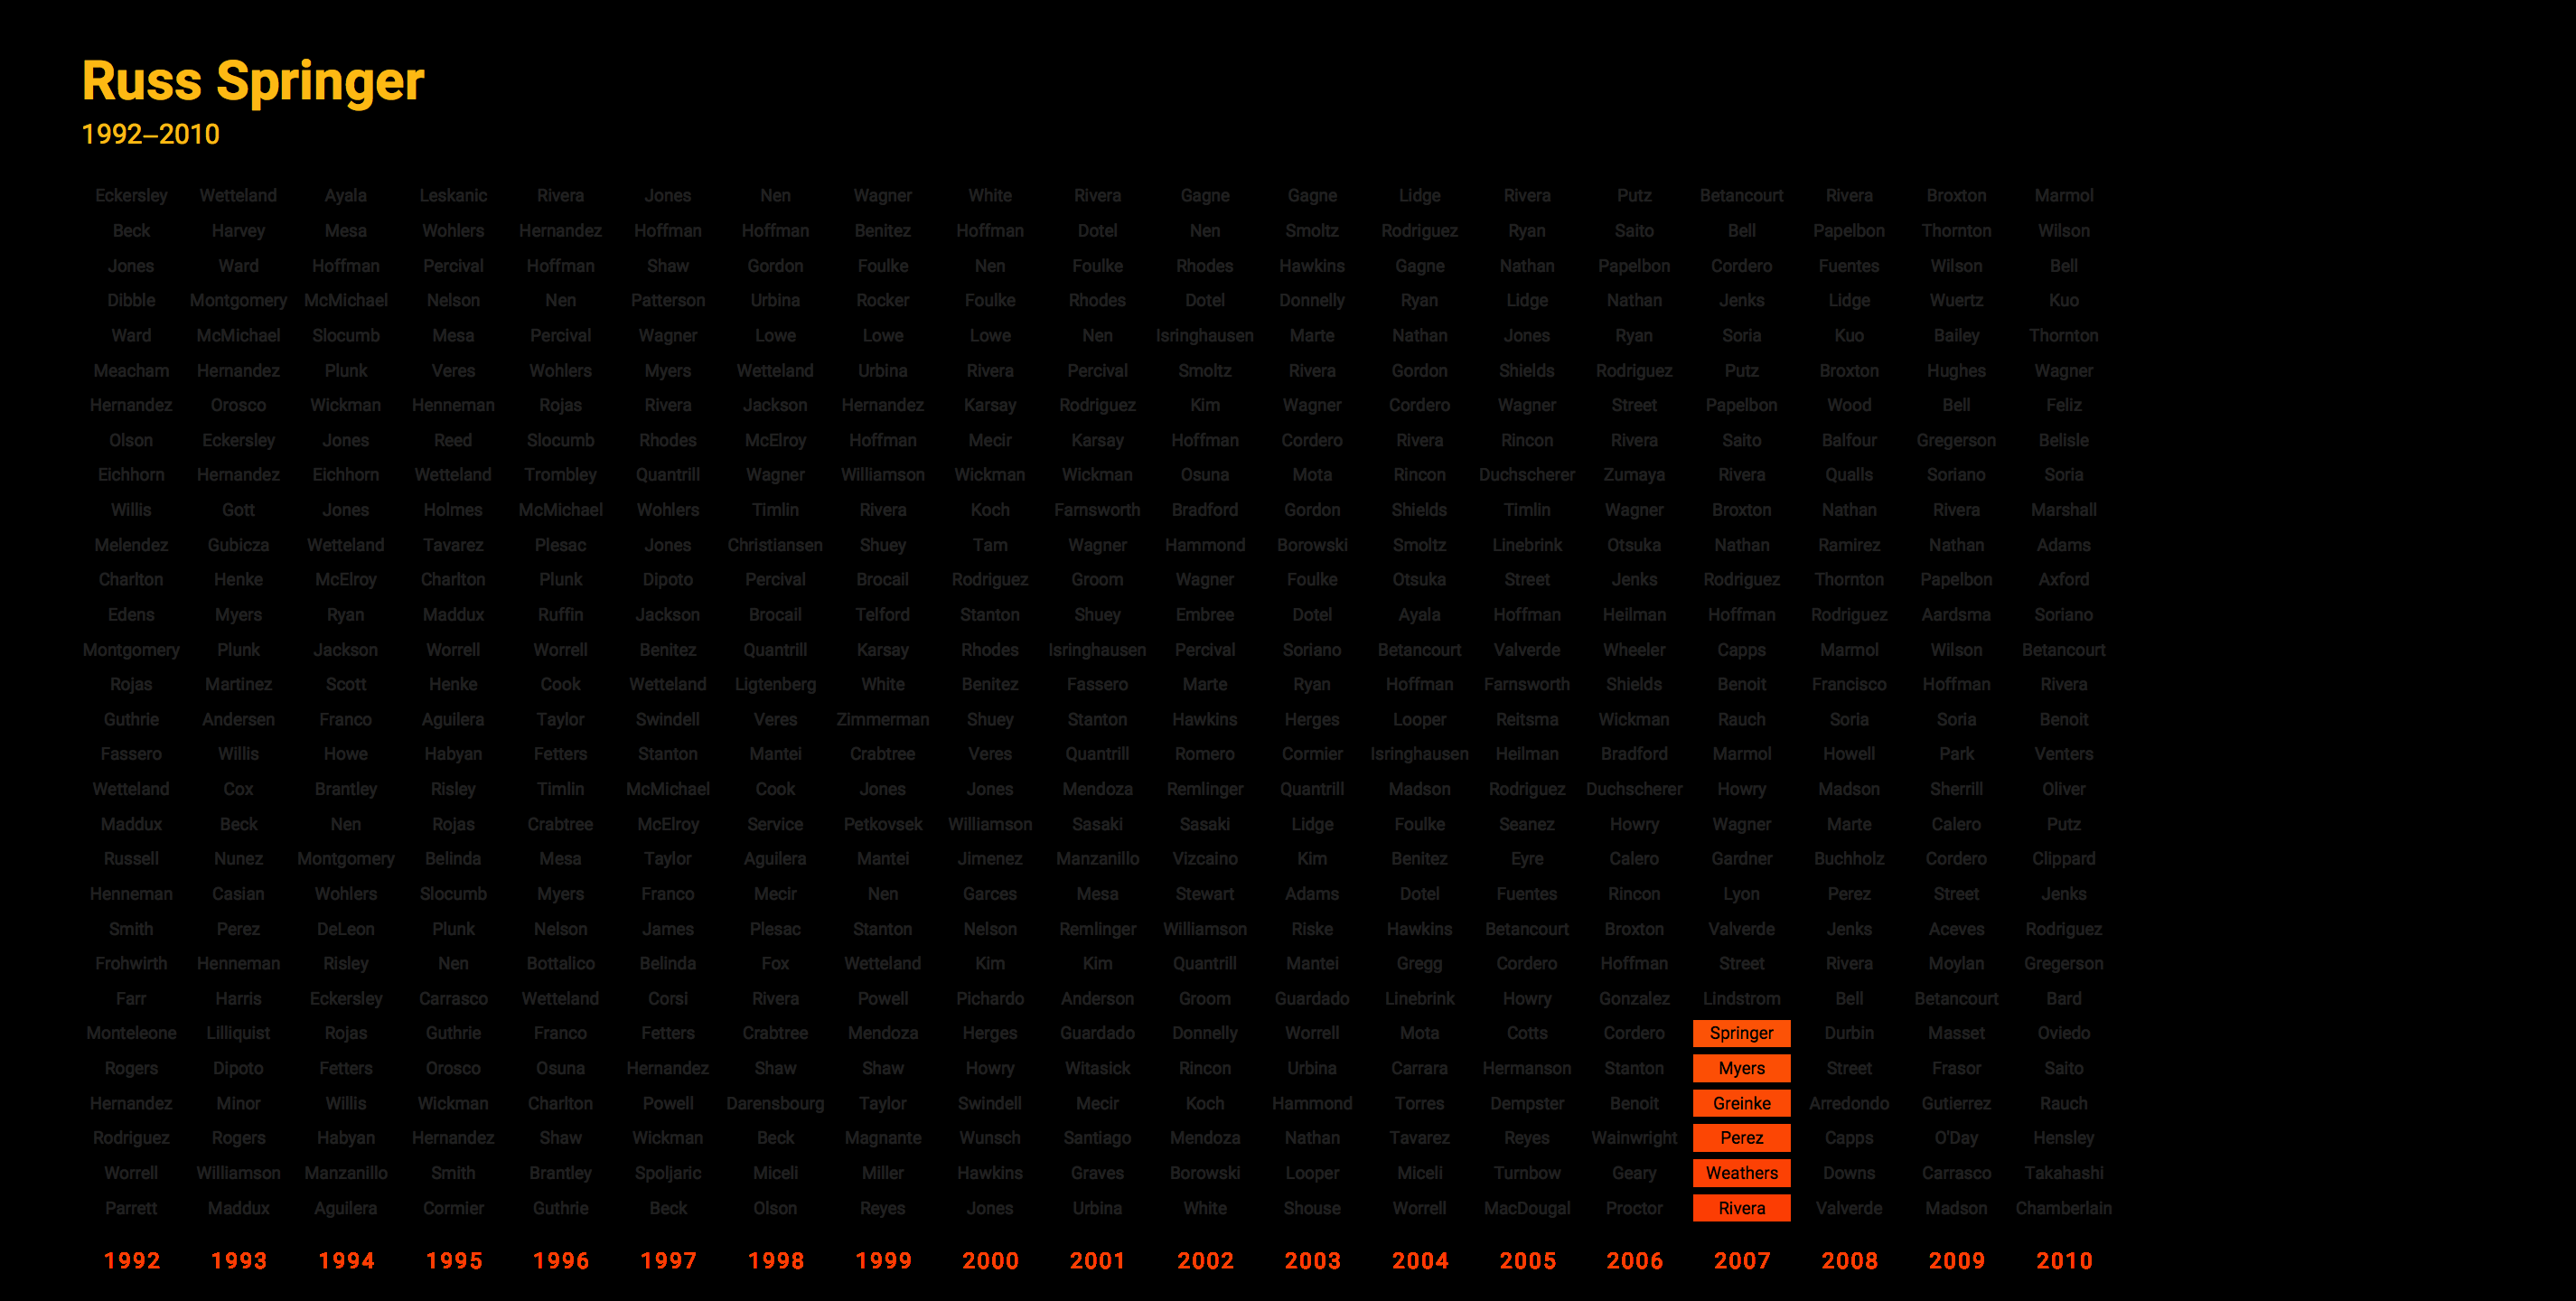 Russ Springer
1992–2010
Eckersley Wetteland Ayala Leskanic Rivera Jones Nen Wagner White Rivera Gagne Gagne Lidge Rivera Putz Betancourt Rivera Broxton Marmol
Beck Harvey Mesa Wohlers Hernandez Hoffman Hoffman Benitez Hoffman Dotel Nen Smoltz Rodriguez Ryan Saito Bell Papelbon Thornton Wilson
Jones Ward Hoffman Percival Hoffman Shaw Gordon Foulke Nen Foulke Rhodes Hawkins Gagne Nathan Papelbon Cordero Fuentes Wilson Bell
Dibble Montgomery McMichael Nelson Nen Patterson Urbina Rocker Foulke Rhodes Dotel Donnelly Ryan Lidge Nathan Jenks Lidge Wuertz Kuo
Ward McMichael Slocumb Mesa Percival Wagner Lowe Lowe Lowe Nen Isringhausen Marte Nathan Jones Ryan Soria Kuo Bailey Thornton
Meacham Hernandez Plunk Veres Wohlers Myers Wetteland Urbina Rivera Percival Smoltz Rivera Gordon Shields Rodriguez Putz Broxton Hughes Wagner
Hernandez Orosco Wickman Henneman Rojas Rivera Jackson Hernandez Karsay Rodriguez Kim Wagner Cordero Wagner Street Papelbon Wood Bell Feliz
Olson Eckersley Jones Reed Slocumb Rhodes McElroy Hoffman Mecir Karsay Hoffman Cordero Rivera Rincon Rivera Saito Balfour Gregerson Belisle
Eichhorn Hernandez Eichhorn Wetteland Trombley Quantrill Wagner Williamson Wickman Wickman Osuna Mota Rincon Duchscherer Zumaya Rivera Qualls Soriano Soria
Willis Gott Jones Holmes McMichael Wohlers Timlin Rivera Koch Farnsworth Bradford Gordon Shields Timlin Wagner Broxton Nathan Rivera Marshall
Melendez Gubicza Wetteland Tavarez Plesac Jones Christiansen Shuey Tam Wagner Hammond Borowski Smoltz Linebrink Otsuka Nathan Ramirez Nathan Adams
Charlton Henke McElroy Charlton Plunk Dipoto Percival Brocail Rodriguez Groom Wagner Foulke Otsuka Street Jenks Rodriguez Thornton Papelbon Axford
Edens Myers Ryan Maddux Ruffin Jackson Brocail Telford Stanton Shuey Embree Dotel Ayala Hoffman Heilman Hoffman Rodriguez Aardsma Soriano
Montgomery Plunk Jackson Worrell Worrell Benitez Quantrill Karsay Rhodes Isringhausen Percival Soriano Betancourt Valverde Wheeler Capps Marmol Wilson Betancourt
Rojas Martinez Scott Henke Cook Wetteland Ligtenberg White Benitez Fassero Marte Ryan Hoffman Farnsworth Shields Benoit Francisco Hoffman Rivera
Guthrie Andersen Franco Aguilera Taylor Swindell Veres Zimmerman Shuey Stanton Hawkins Herges Looper Reitsma Wickman Rauch Soria Soria Benoit
Fassero Willis Howe Habyan Fetters Stanton Mantei Crabtree Veres Quantrill Romero Cormier Isringhausen Heilman Bradford Marmol Howell Park Venters
Wetteland Cox Brantley Risley Timlin McMichael Cook Jones Jones Mendoza Remlinger Quantrill Madson Rodriguez Duchscherer Howry Madson Sherrill Oliver
Maddux Beck Nen Rojas Crabtree McElroy Service Petkovsek Williamson Sasaki Sasaki Lidge Foulke Seanez Howry Wagner Marte Calero Putz
Russell Nunez Montgomery Belinda Mesa Taylor Aguilera Mantei Jimenez Manzanillo Vizcaino Kim Benitez Eyre Calero Gardner Buchholz Cordero Clippard
Henneman Casian Wohlers Slocumb Myers Franco Mecir Nen Garces Mesa Stewart Adams Dotel Fuentes Rincon Lyon Perez Street Jenks
Smith Perez DeLeon Plunk Nelson James Plesac Stanton Nelson Remlinger Williamson Riske Hawkins Betancourt Broxton Valverde Jenks Aceves Rodriguez
Frohwirth Henneman Risley Nen Bottalico Belinda Fox Wetteland Kim Kim Quantrill Mantei Gregg Cordero Hoffman Street Rivera Moylan Gregerson
Farr Harris Eckersley Carrasco Wetteland Corsi Rivera Powell Pichardo Anderson Groom Guardado Linebrink Howry Gonzalez Lindstrom Bell Betancourt Bard
Monteleone Lilliquist Rojas Guthrie Franco Fetters Crabtree Mendoza Herges Guardado Donnelly Worrell Mota Cotts Cordero Springer Durbin Masset Oviedo
Rogers Dipoto Fetters Orosco Osuna Hernandez Shaw Shaw Howry Witasick Rincon Urbina Carrara Hermanson Stanton Myers Street Frasor Saito
Hernandez Minor Willis Wickman Charlton Powell Darensbourg Taylor Swindell Mecir Koch Hammond Torres Dempster Benoit Greinke Arredondo Gutierrez Rauch
Rodriguez Rogers Habyan Hernandez Shaw Wickman Beck Magnante Wunsch Santiago Mendoza Nathan Tavarez Reyes Wainwright Perez Capps O'Day Hensley
Worrell Williamson Manzanillo Smith Brantley Spoljaric Miceli Miller Hawkins Graves Borowski Looper Miceli Turnbow Geary Weathers Downs Carrasco Takahashi
Parrett Maddux Aguilera Cormier Guthrie Beck Olson Reyes Jones Urbina White Shouse Worrell MacDougal Proctor Rivera Valverde Madson Chamberlain
1992 1993 1994 1995 1996 1997 1998 1999 2000 2001 2002 2003 2004 2005 2006 2007 2008 2009 2010